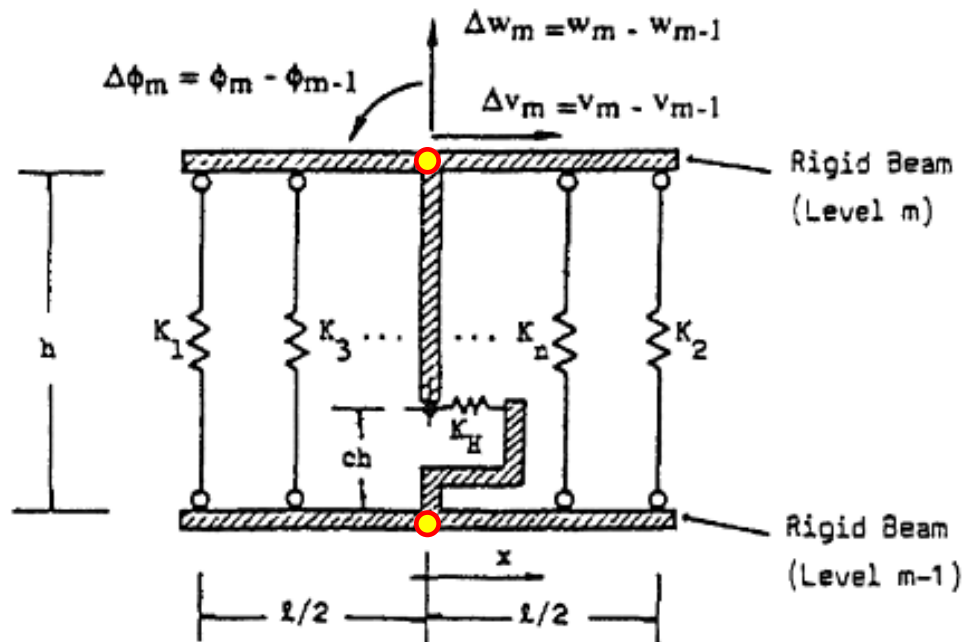 Δwm = wm - wm-1
Δϕm = ϕm - ϕm-1
Δvm = vm - vm-1
Rigid Beam
(Level m)
h
K1
K3
...
...
Kn
K2
KH
ch
Rigid Beam
(Level m-1)
x
ℓ/2
ℓ/2